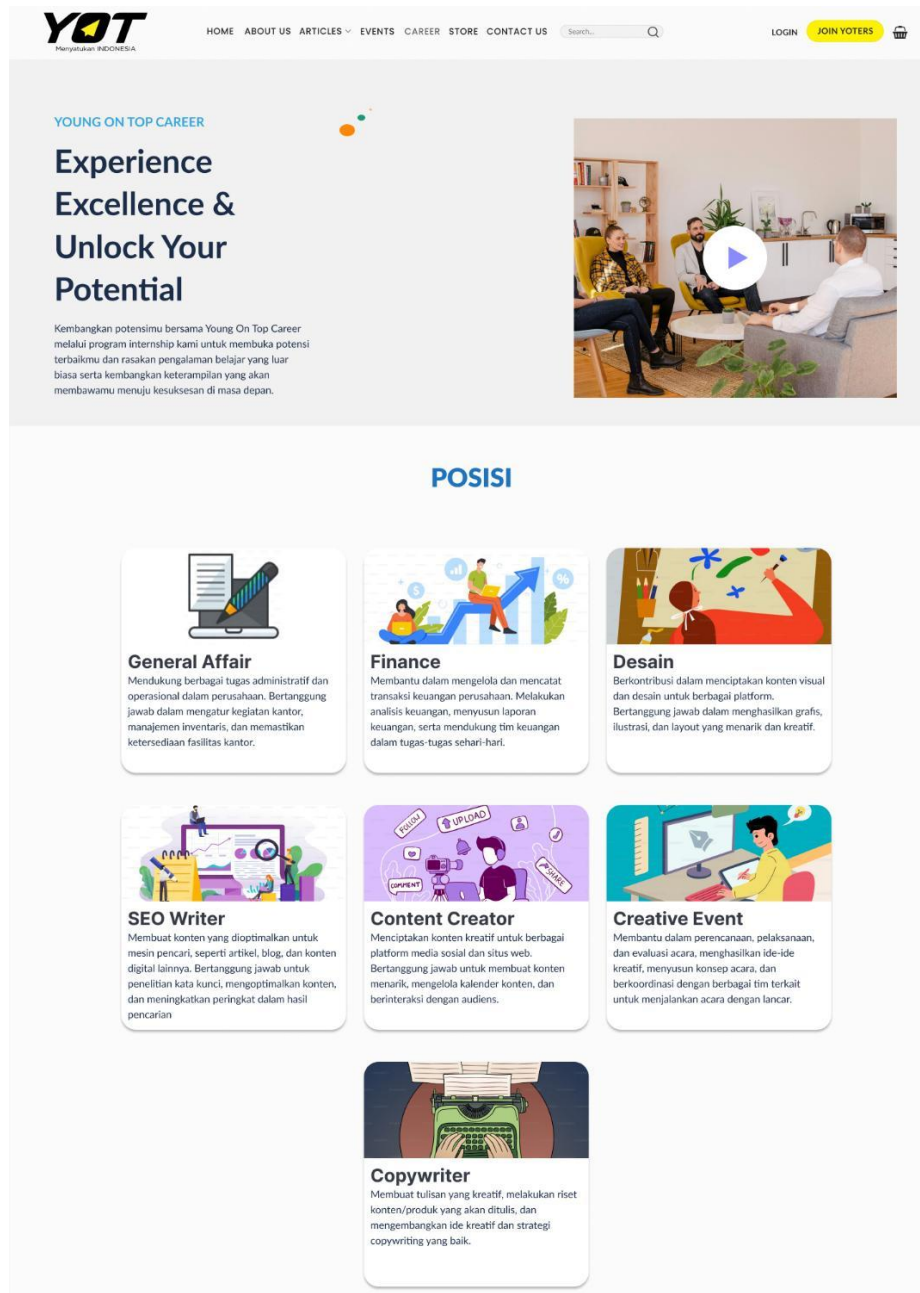 YOT
Menyatukan INDONESIA
HOME ABOUT US ARTICLES EVENTS CAREER STORE CONTACT US Search... LOGIN JOIN YOTERS
YOUNG ON TOP CAREER
Experience
Excellence &
Unlock Your
Potential
Kembangkan potensimu bersama Young On Top Career
melalui program internship kami untuk membuka potensi
terbaikmu dan rasakan pengalaman belajar yang luar
biasa serta kembangkan keterampilan yang akan
membawamu menuju kesuksesan di masa depan.
POSISI
General Affair
Mendukung berbagai tugas administratif dan
operasional dalam perusahaan. Bertanggung
jawab dalam mengatur kegiatan kantor,
manajemen inventaris, dan memastikan
ketersediaan fasilitas kantor.
Finance
Membantu dalam mengelola dan mencatat
transaksi keuangan perusahaan. Melakukan
analisis keuangan, menyusun laporan
keuangan, serta mendukung tim keuangan
dalam tugas-tugas sehari-hari.
Desain
Berkontribusi dalam menciptakan konten visual
dan desain untuk berbagai platform.
Bertanggung jawab dalam menghasilkan grafis,
ilustrasi, dan layout yang menarik dan kreatif.
SEO Writer
Membuat konten yang dioptimalkan untuk
mesin pencari, seperti artikel, blog, dan konten
digital lainnya. Bertanggung jawab untuk
penelitian kata kunci, mengoptimalkan konten,
dan meningkatkan peringkat dalam hasil
pencarian
FOLLOW
UPLOAD
COMMENT
SHARE
Content Creator
Menciptakan konten kreatif untuk berbagai
platform media sosial dan situs web.
Bertanggung jawab untuk membuat konten
menarik, mengelola kalender konten, dan
berinteraksi dengan audiens.
Creative Event
Membantu dalam perencanaan, pelaksanaan,
dan evaluasi acara, menghasilkan ide-ide
kreatif, menyusun konsep acara, dan
berkoordinasi dengan berbagai tim terkait
untuk menjalankan acara dengan lancar.
Copywriter
Membuat tulisan yang kreatif, melakukan riset
konten/produk yang akan ditulis, dan
mengembangkan ide kreatif dan strategi
copywriting yang baik.